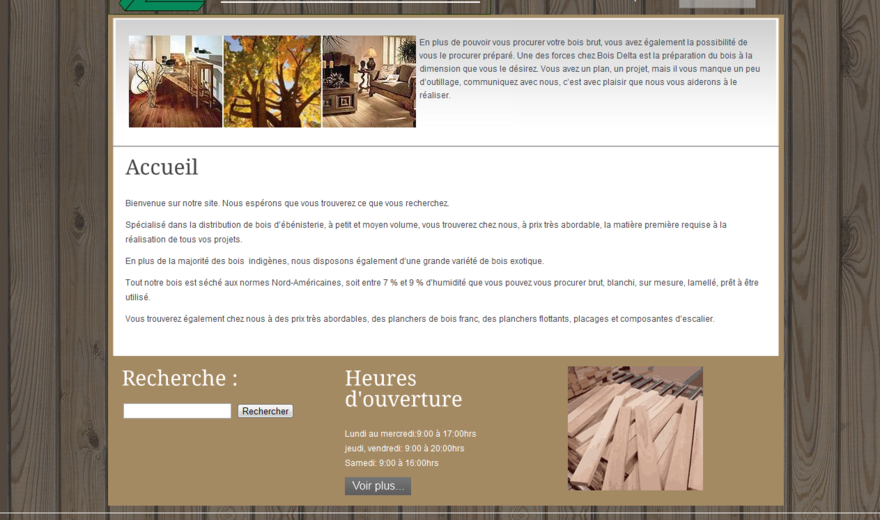 En plus de pouvoir vous procurer votre bois brut, vous avez également la possibilité de
vous le procurer préparé. Une des forces chez Bois Delta est la préparation du bois à la
dimension que vous le désirez. Vous avez un plan, un projet, mais il vous manque un peu
d'outillage, communiquez avec nous, c'est avec plaisir que nous vous aiderons à le
réaliser.
Accueil
Bienvenue sur notre site. Nous espérons que vous trouverez ce que vous recherchez.
Spécialisé dans la distribution de bois d'ébénisterie, à petit et moyen volume, vous trouverez chez nous, à prix très abordable, la matière première requise à la
réalisation de tous vos projets.
En plus de la majorité des bois indigènes, nous disposons également d'une grande variété de bois exotique.
Tout notre bois est séché aux normes Nord-Américaines, soit entre 7 % et 9 % d'humidité que vous pouvez vous procurer brut, blanchi, sur mesure, lamellé, prêt à être
utilisé.
Vous trouverez également chez nous à des prix très abordables, des planchers de bois franc, des planchers flottants, placages et composantes d'escalier.
Recherche :
Rechercher
Heures
d'ouverture
Lundi au mercredi:9:00 à 17:00hrs
jeudi, vendredi: 9:00 à 20:00hrs
Samedi: 9:00 à 16:00hrs
Voir plus...